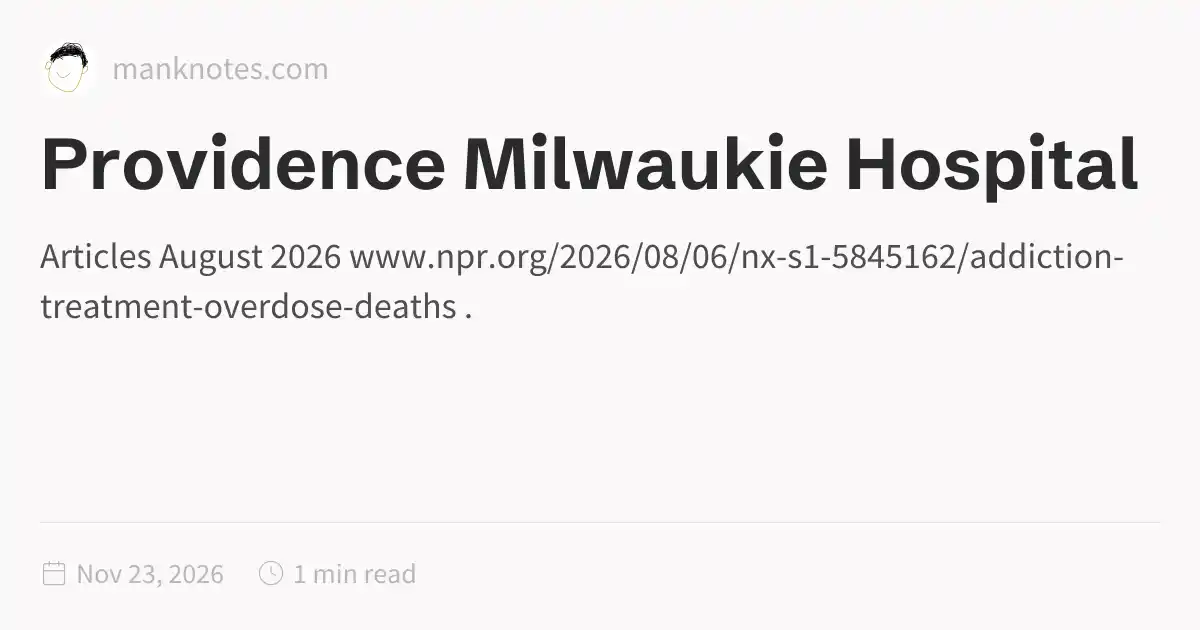 manknotes.com
Providence Milwaukie Hospital
Articles August 2026 www.npr.org/2026/08/06/nx-s1-5845162/addiction-
treatment-overdose-deaths .
Nov 23, 2026 1 min read